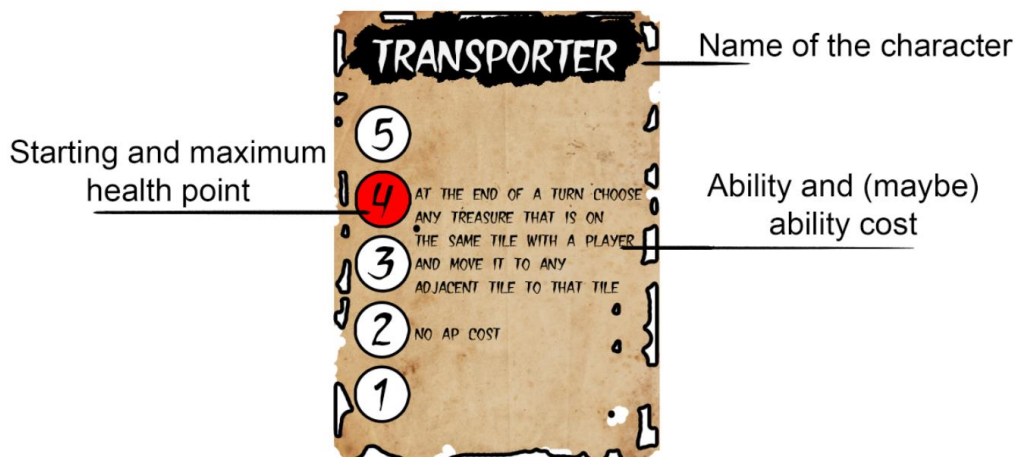 TRANSPORTER
Name of the character
5
Starting and maximum
health point
4
AT THE END OF A TURN CHOOSE
ANY TREASURE THAT IS ON
THE SAME TILE WITH A PLAYER
AND MOVE IT TO ANY
ADJACENT TILE TO THAT TILE
Ability and (maybe)
ability cost
3
2
NO AP COST
1